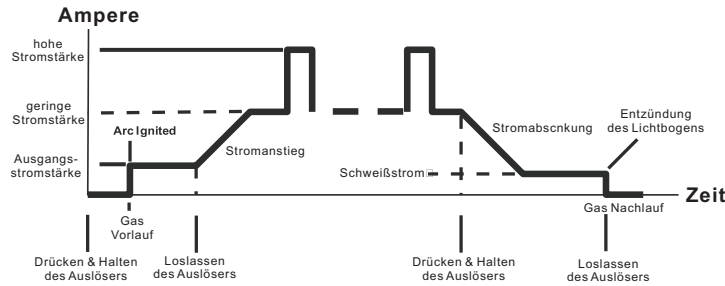 Ampere
hohe
Stromstärke
geringe
Stromstärke
Arc Ignited
Entzündung
des Lichtbogens
Stromanstieg
Stromabscnkung
Ausgangs-
stromstärke
Schweißstrom
Zeit
Gas
Vorlauf
Gas Nachlauf
Drücken & Halten
des Auslösers
Loslassen
des Auslösers
Drücken & Halten
des Auslösers
Loslassen
des Auslösers